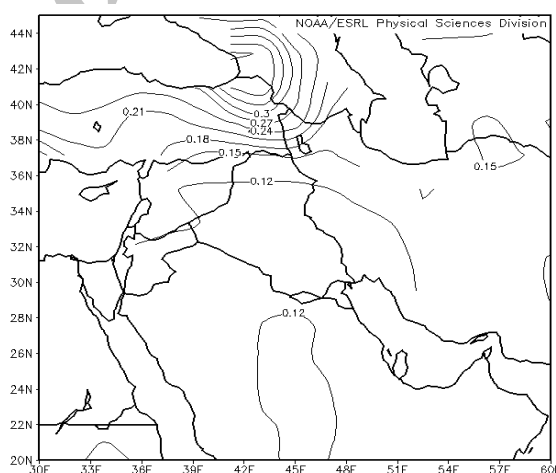 NOAA/ESRL Physical Sciences Division
44N
42N
40N
38N
36N
34N
32N
30N
28N
26N
24N
22N
20N
0.21
0.3
0.27
0.24
0.18
0.15
0.12
0.15
0.12
30E 33E 36E 39E 42E 45E 48E 51E 54E 57E 60E